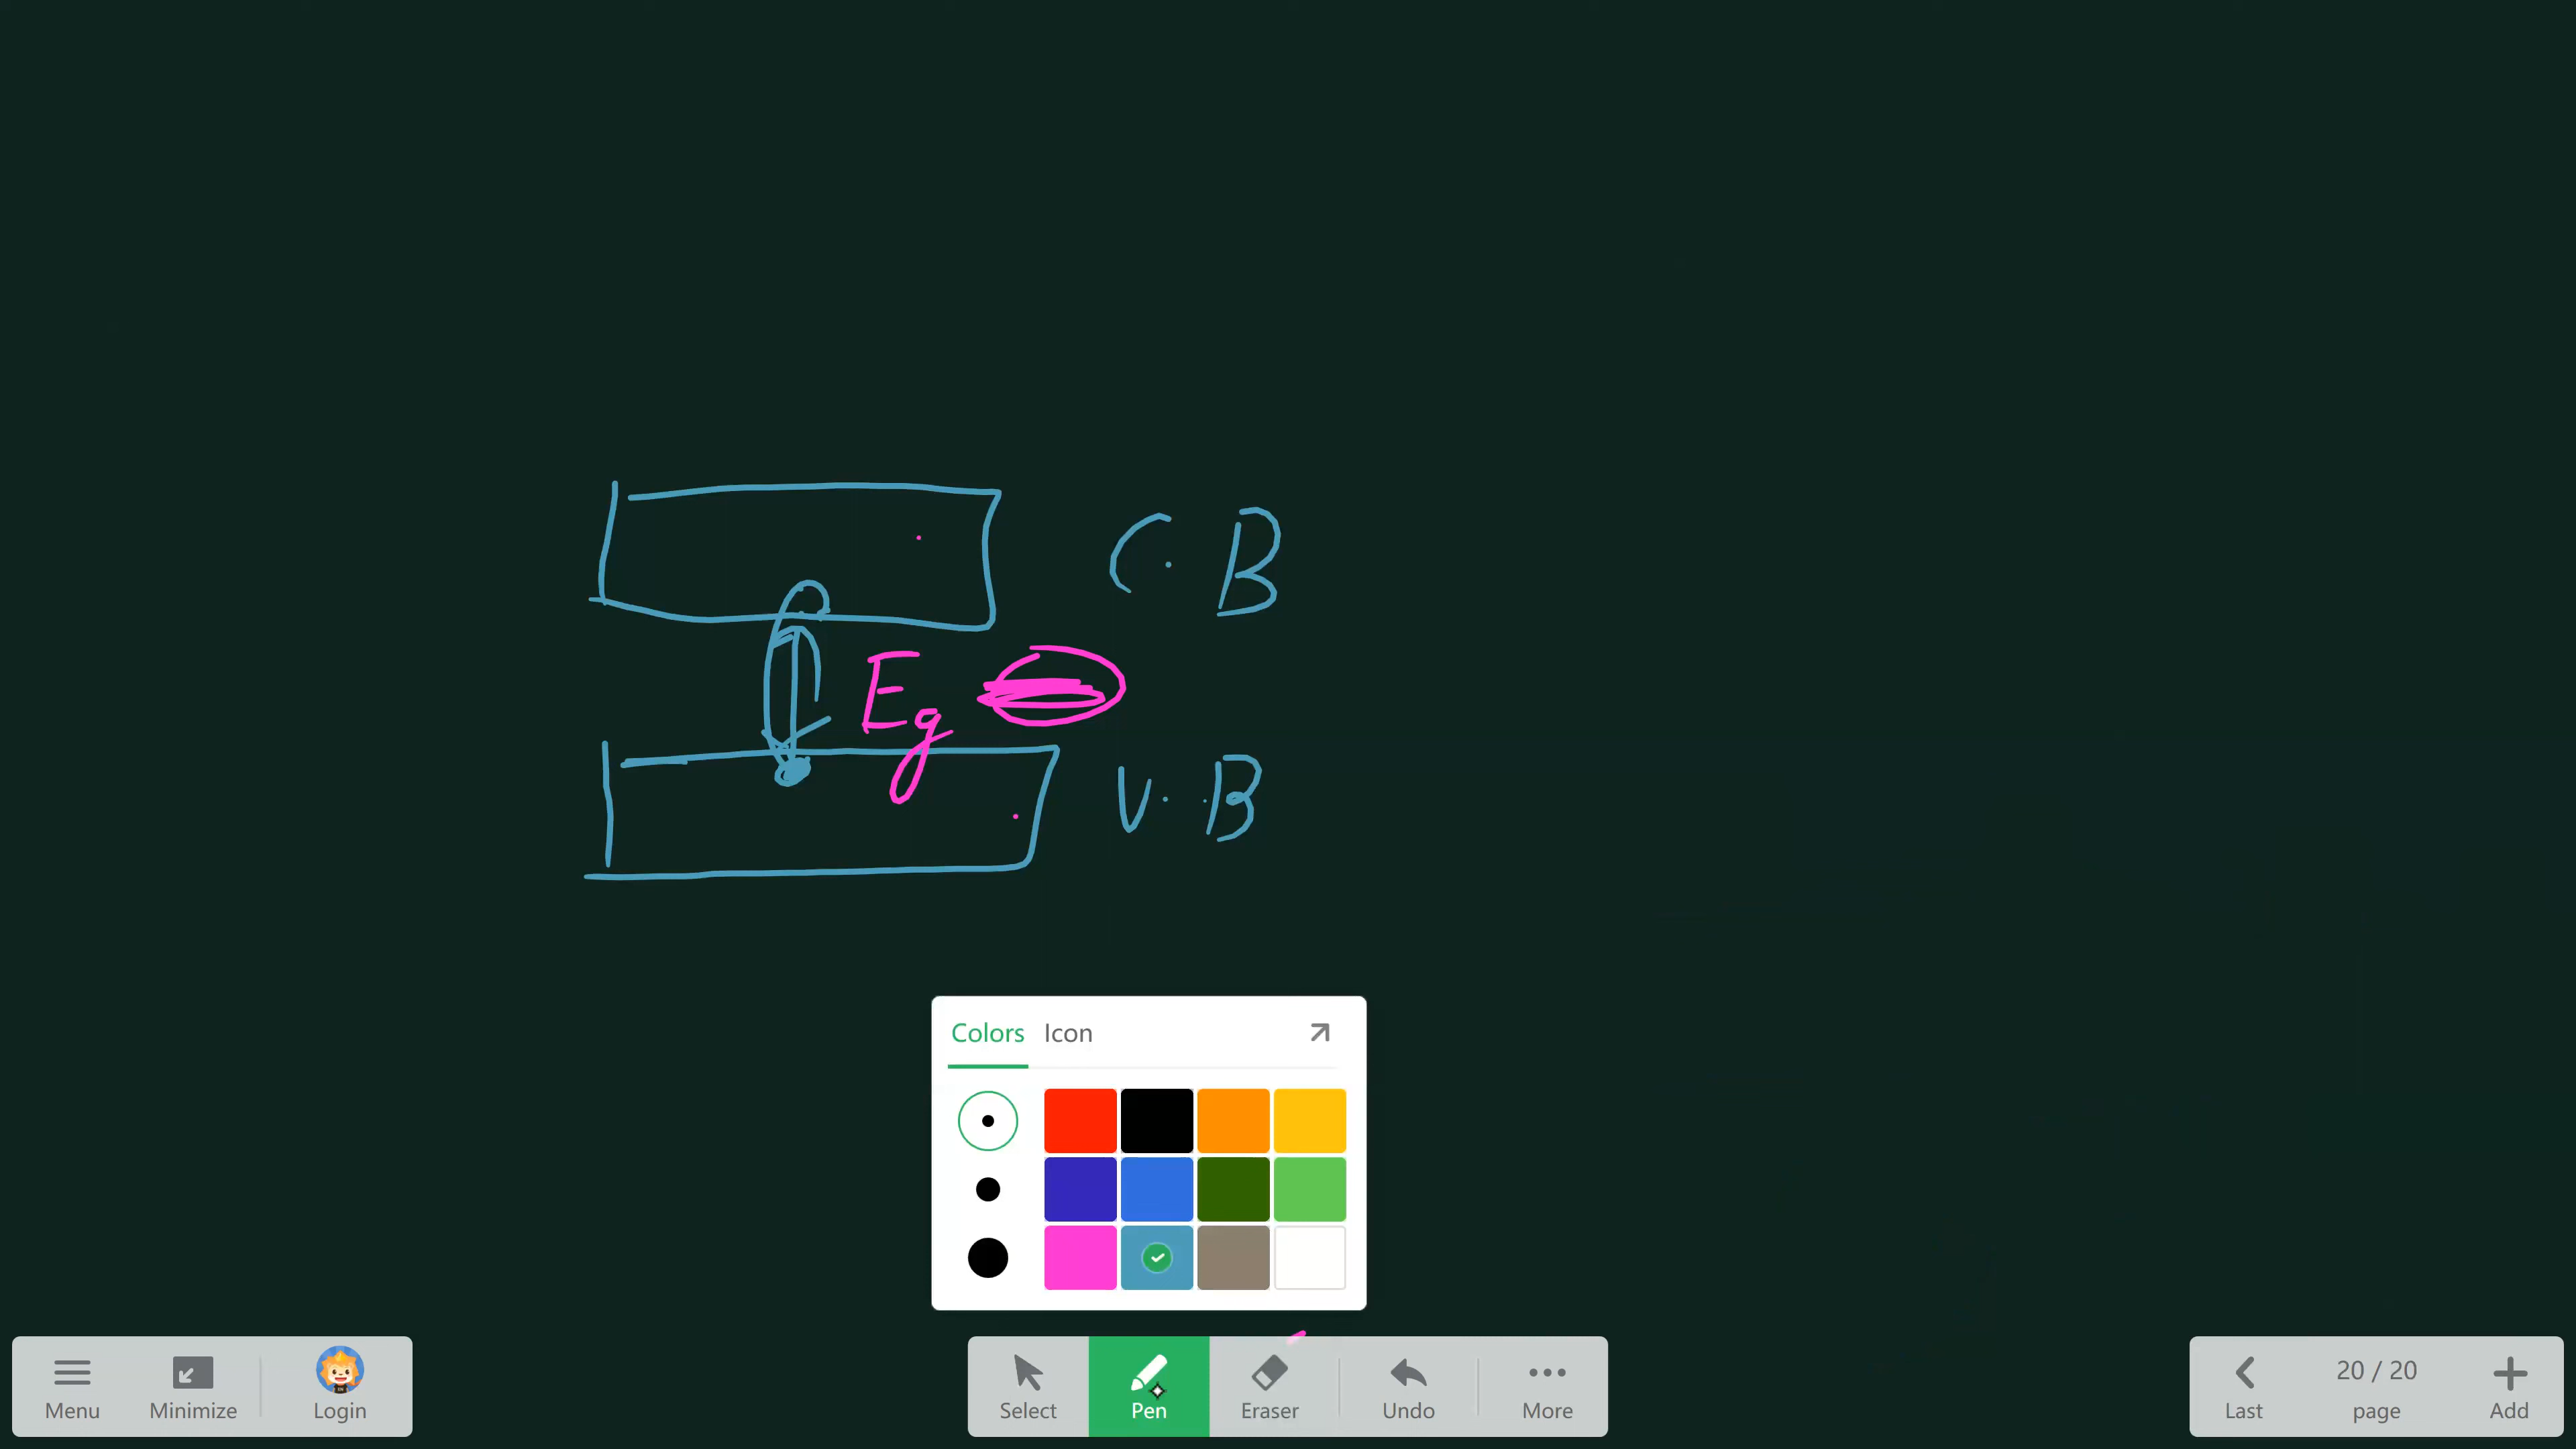 C. B
Eg
V. B
Colors Icon
Menu Minimize Login
Select Pen Eraser Undo More
20 / 20
Last page Add